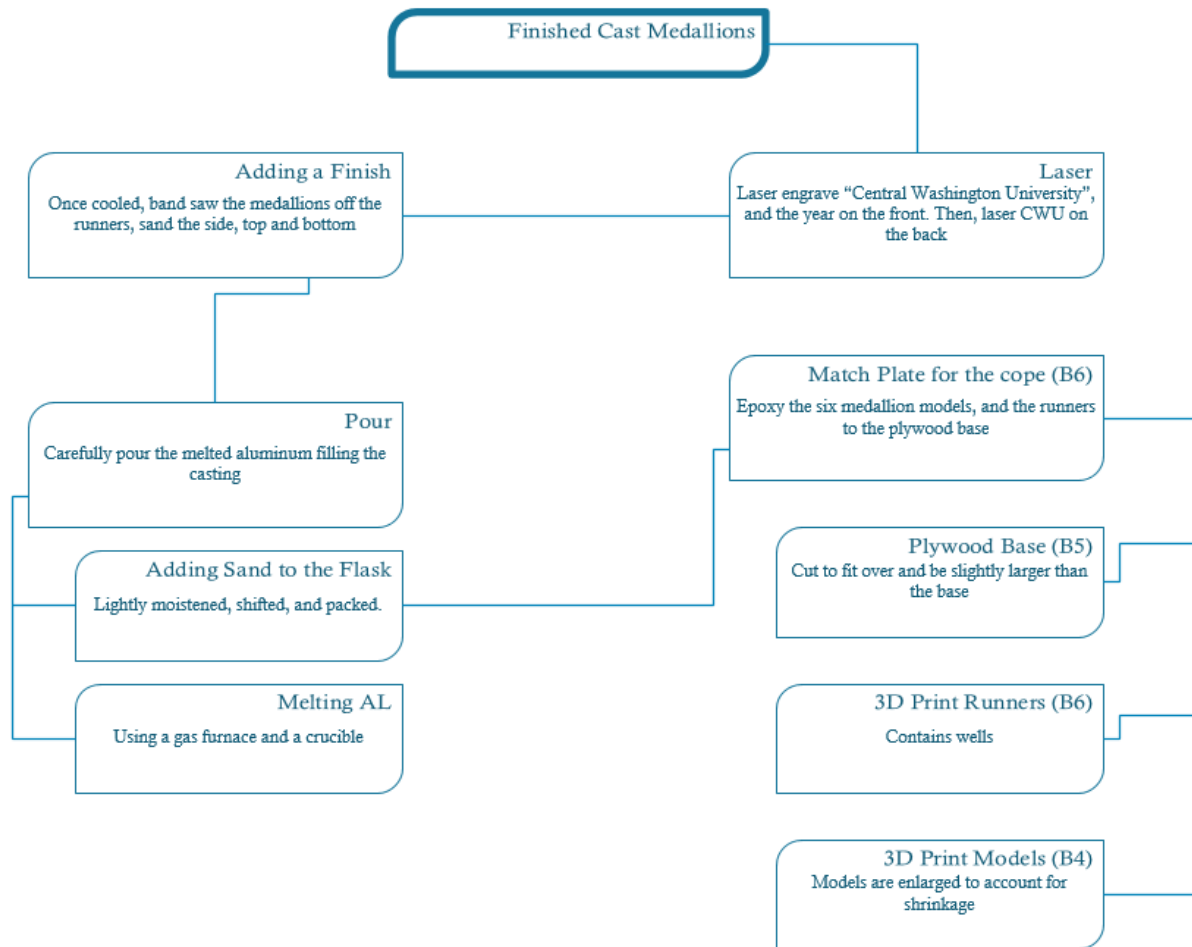 Finished Cast Medallions
Adding a Finish
Once cooled, band saw the medallions off the
runners, sand the side, top and bottom
Laser
Laser engrave “Central Washington University”,
and the year on the front. Then, laser CWU on
the back
Match Plate for the cope (B6)
Epoxy the six medallion models, and the runners
to the plywood base
Pour
Carefully pour the melted aluminum filling the
casting
Plywood Base (B5)
Cut to fit over and be slightly larger than
the base
Adding Sand to the Flask
Lightly moistened, shifted, and packed.
3D Print Runners (B6)
Contains wells
Melting AL
Using a gas furnace and a crucible
3D Print Models (B4)
Models are enlarged to account for
shrinkage